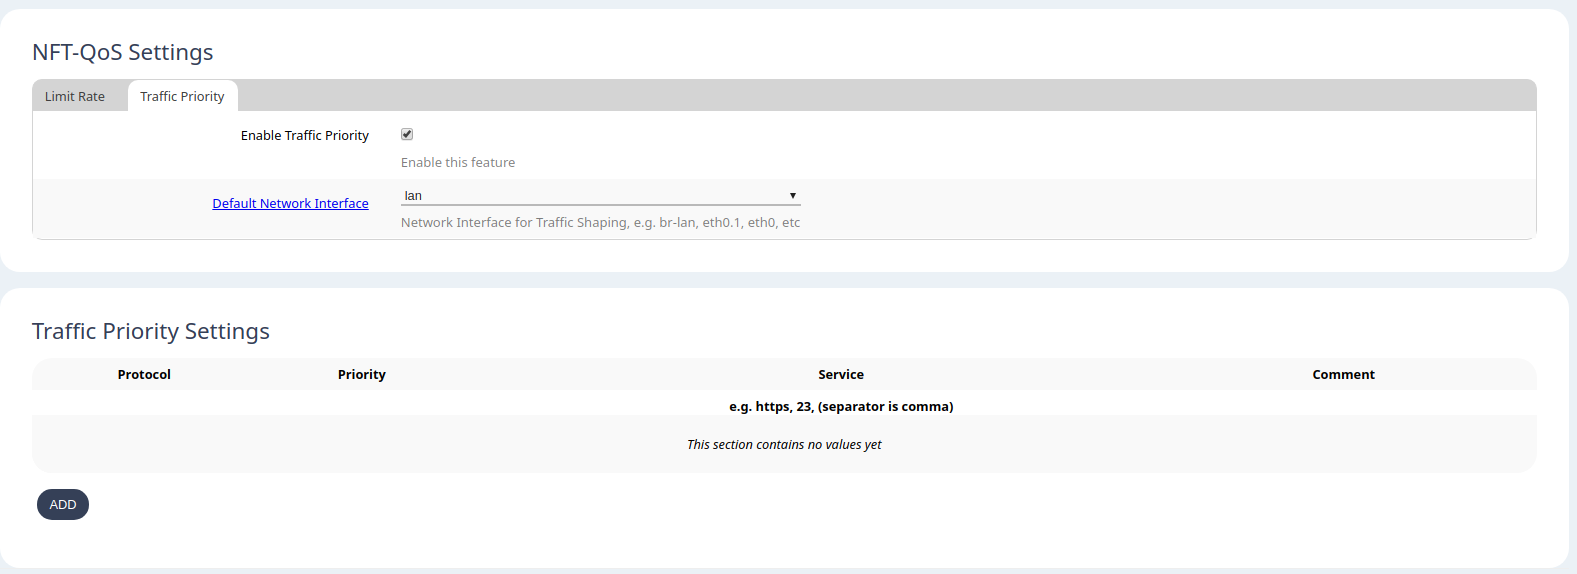 NFT-QoS Settings
Limit Rate Traffic Priority
Enable Traffic Priority
Enable this feature
Default Network Interface lan
Network Interface for Traffic Shaping, e.g. br-lan, eth0.1, eth0, etc
Traffic Priority Settings
Protocol Priority Service Comment
e.g. https, 23, (separator is comma)
This section contains no values yet
ADD